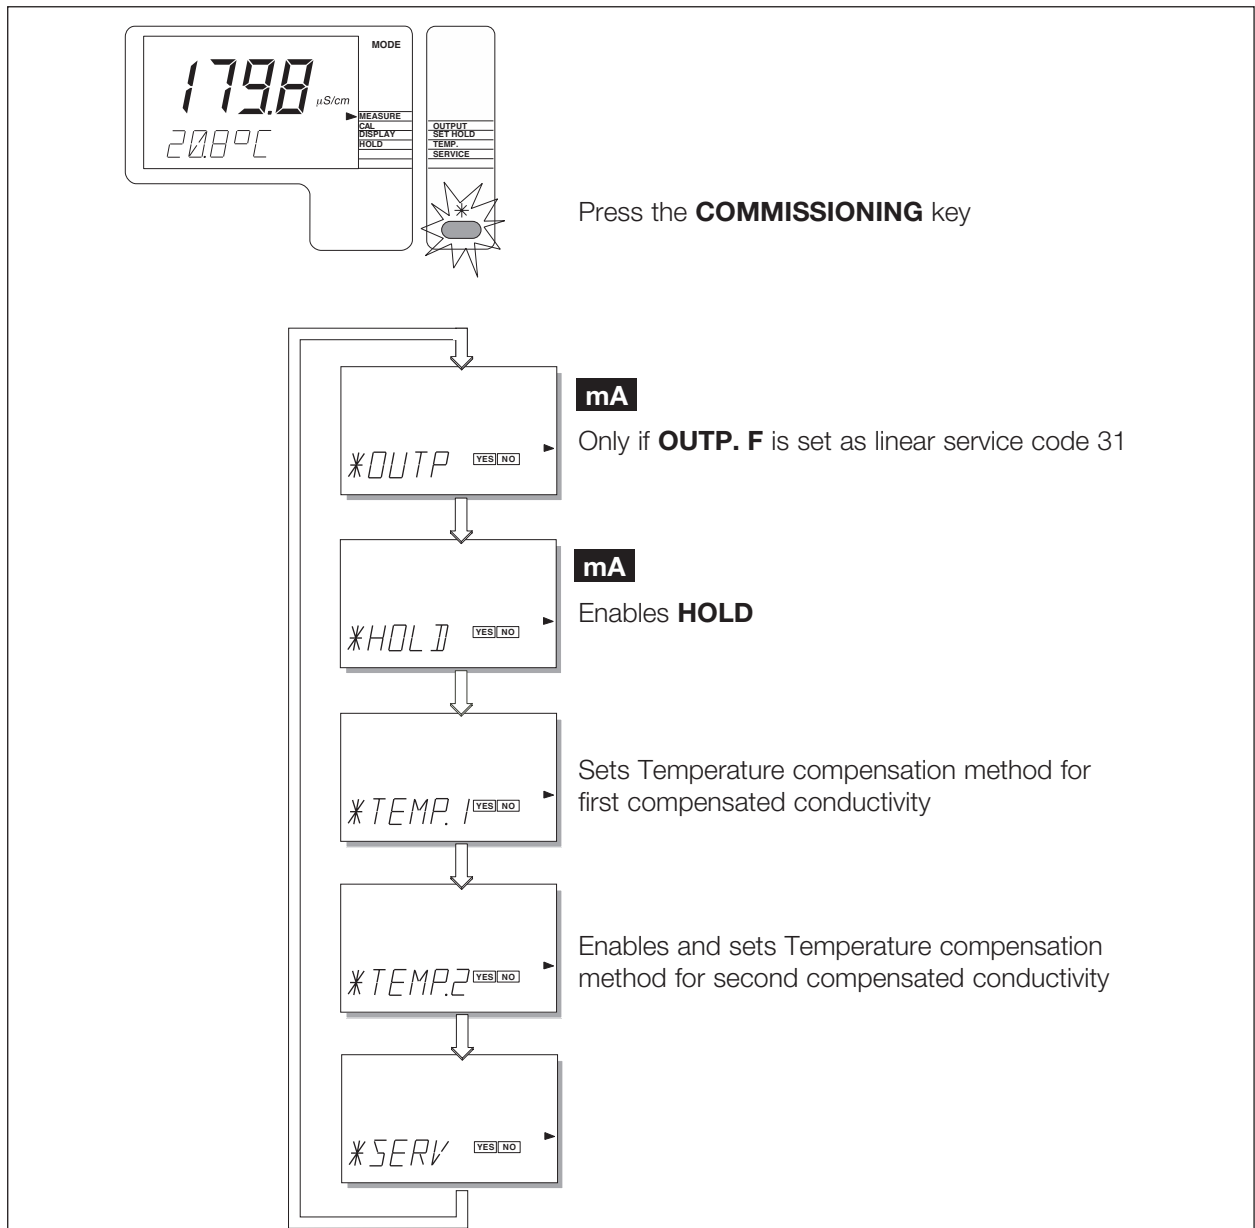 MODE
179.8 µS/cm
20.8°C
MEASURE
CAL
DISPLAY
HOLD
OUTPUT
SET HOLD
TEMP.
SERVICE
*
Press the COMMISSIONING key
mA
Only if OUTP. F is set as linear service code 31
*OUTP YES NO
mA
Enables HOLD
*HOLD YES NO
Sets Temperature compensation method for
first compensated conductivity
*TEMP.1 YES NO
Enables and sets Temperature compensation
method for second compensated conductivity
*TEMP.2 YES NO
*SERV YES NO